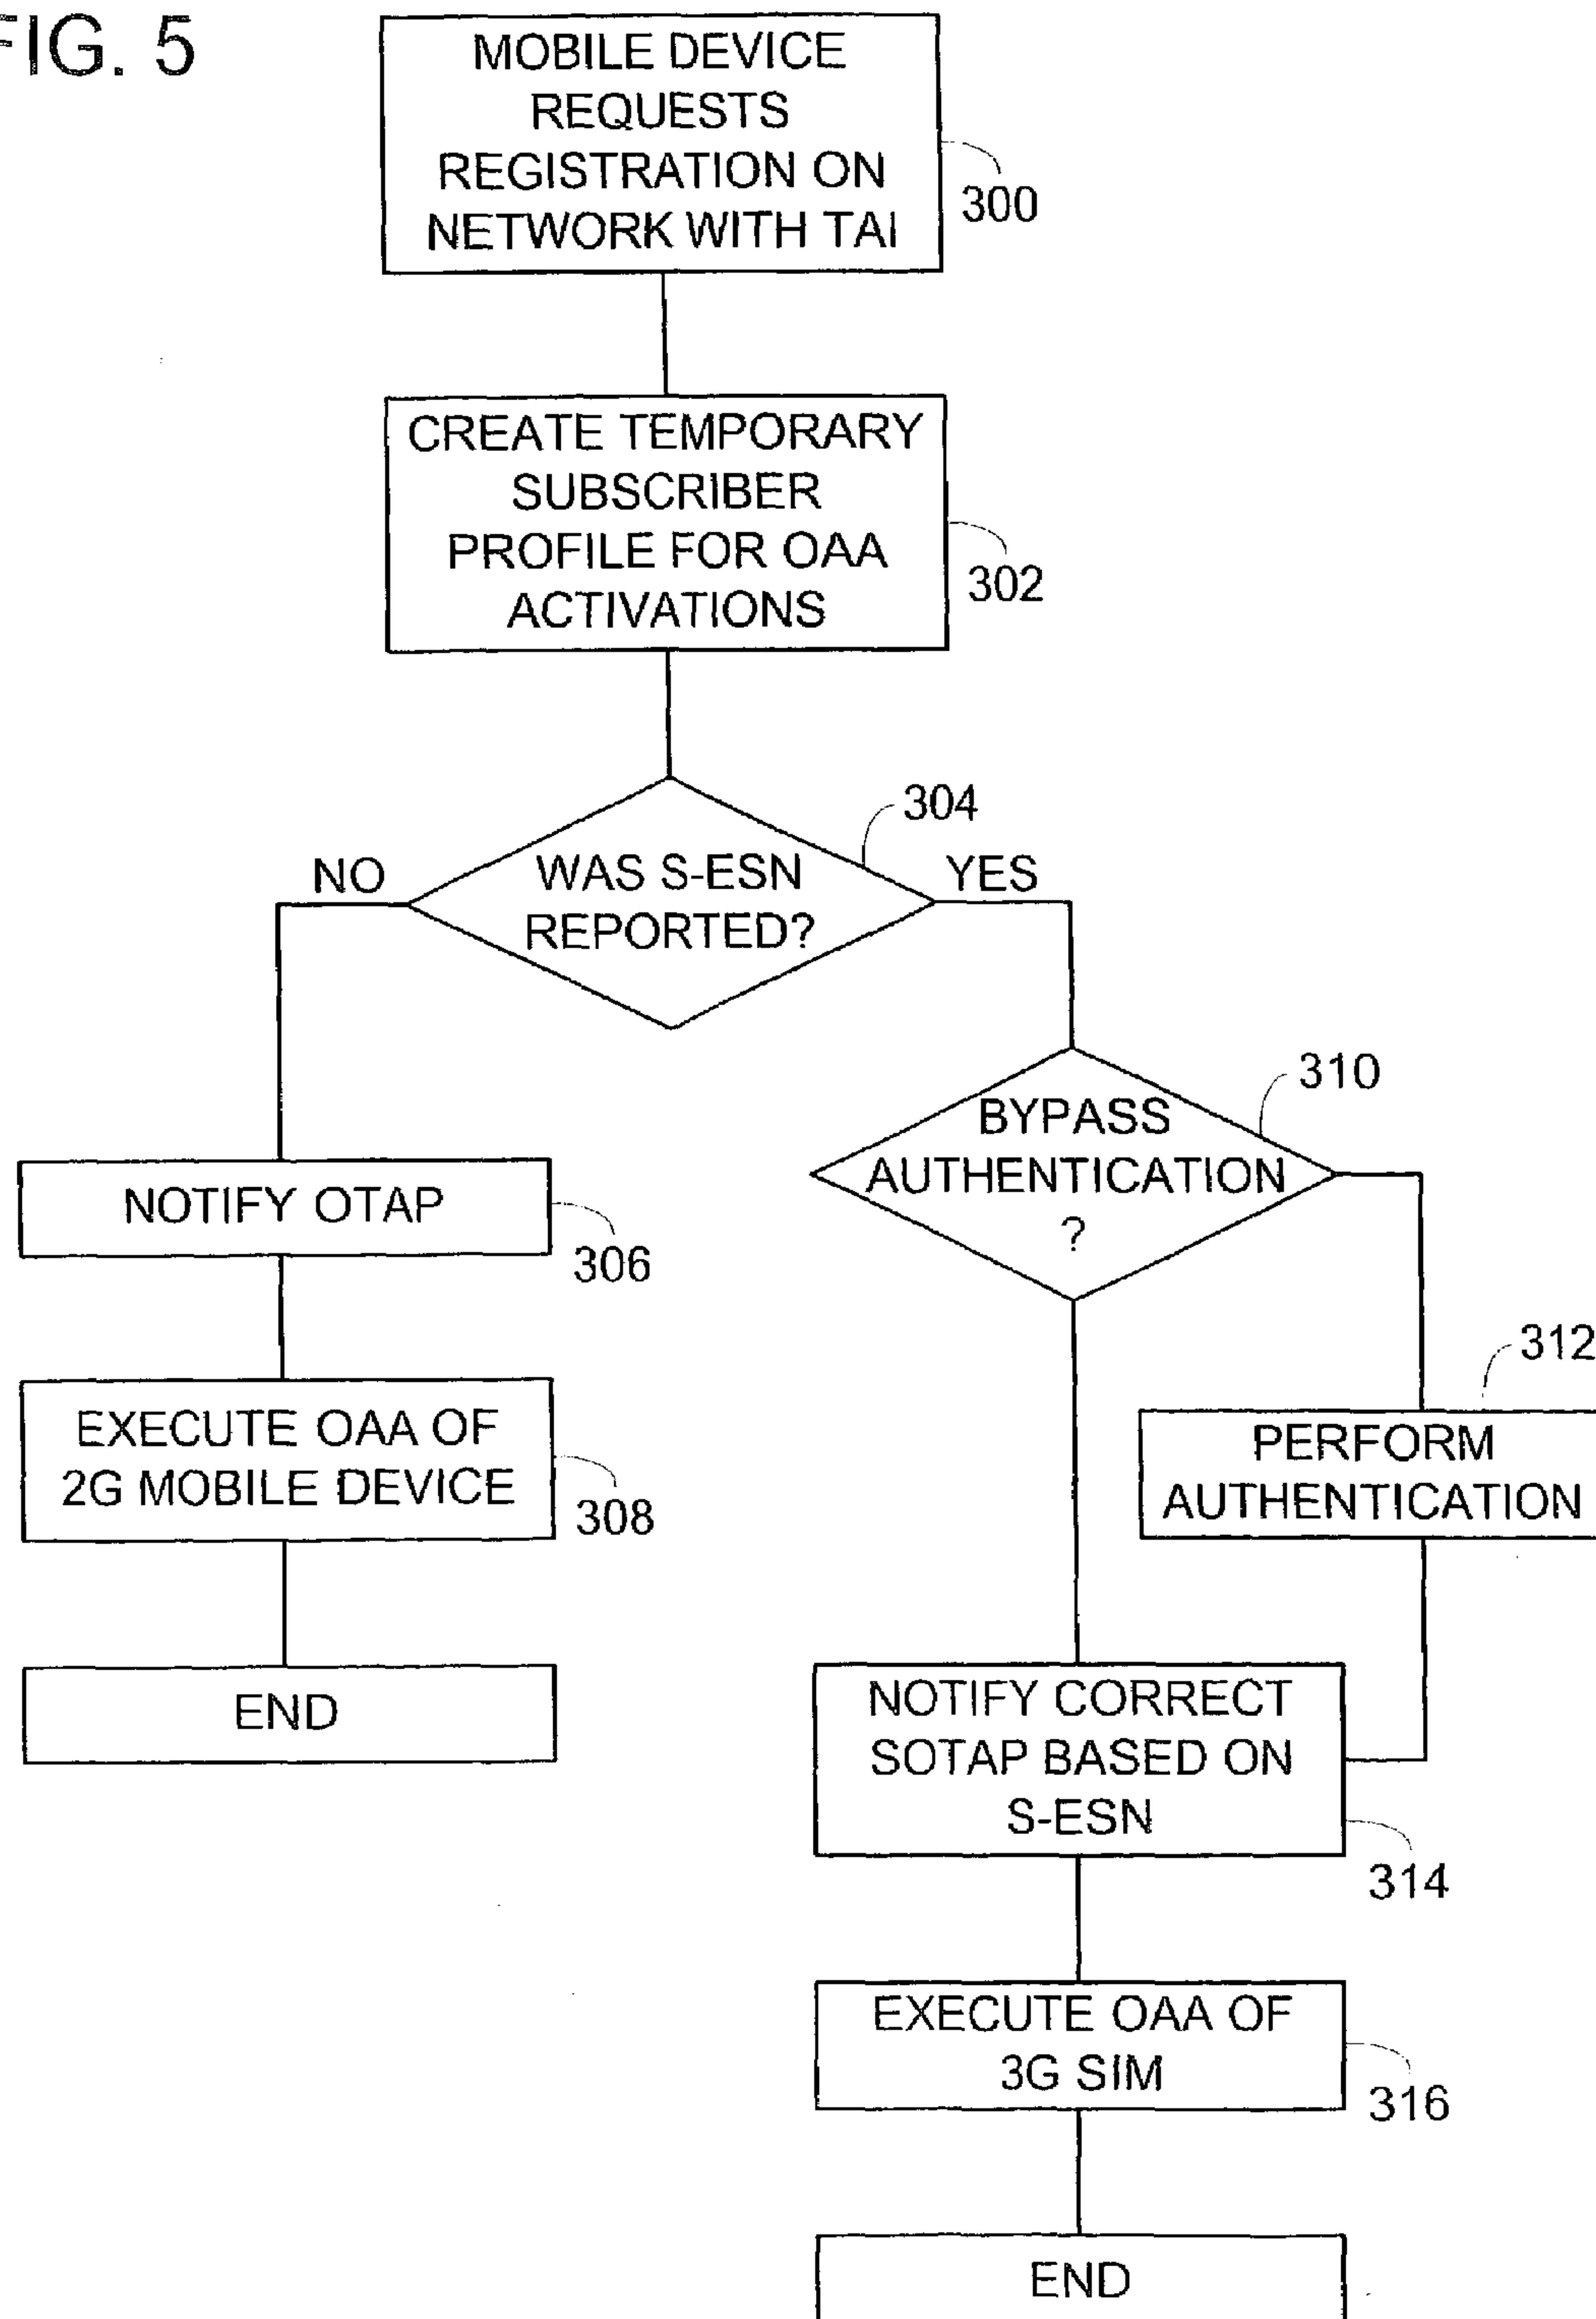 FIG. 5
MOBILE DEVICE
REQUESTS
REGISTRATION ON
NETWORK WITH TAI
300
CREATE TEMPORARY
SUBSCRIBER
PROFILE FOR OAA
ACTIVATIONS
302
304
NO
WAS S-ESN
REPORTED?
YES
310
BYPASS
AUTHENTICATION
?
NOTIFY OTAP
306
312
PERFORM
AUTHENTICATION
EXECUTE OAA OF
2G MOBILE DEVICE
308
END
NOTIFY CORRECT
SOTAP BASED ON
S-ESN
314
EXECUTE OAA OF
3G SIM
316
END